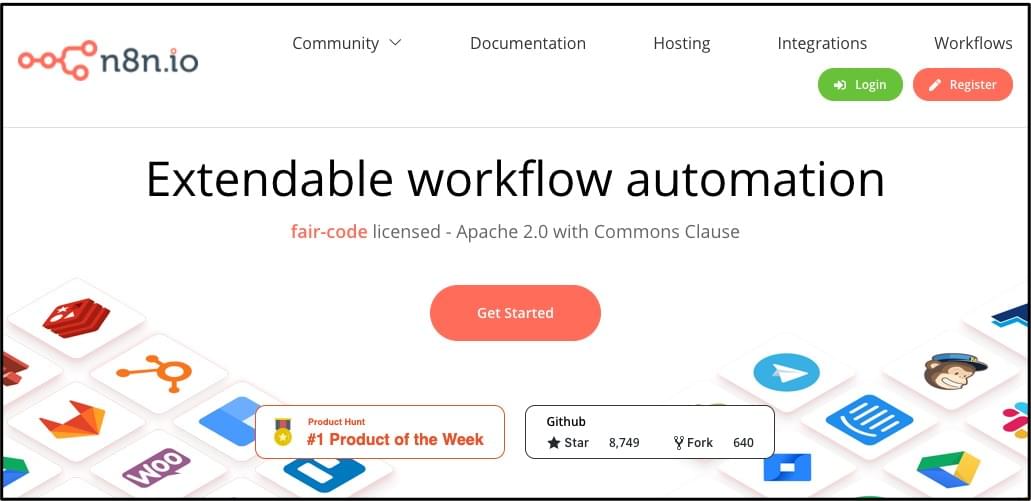 n8n.io
Community Documentation Hosting Integrations Workflows
Login Register
Extendable workflow automation
fair-code licensed - Apache 2.0 with Commons Clause
Get Started
Product Hunt
#1 Product of the Week
Github
Star 8,749 Fork 640
WOO